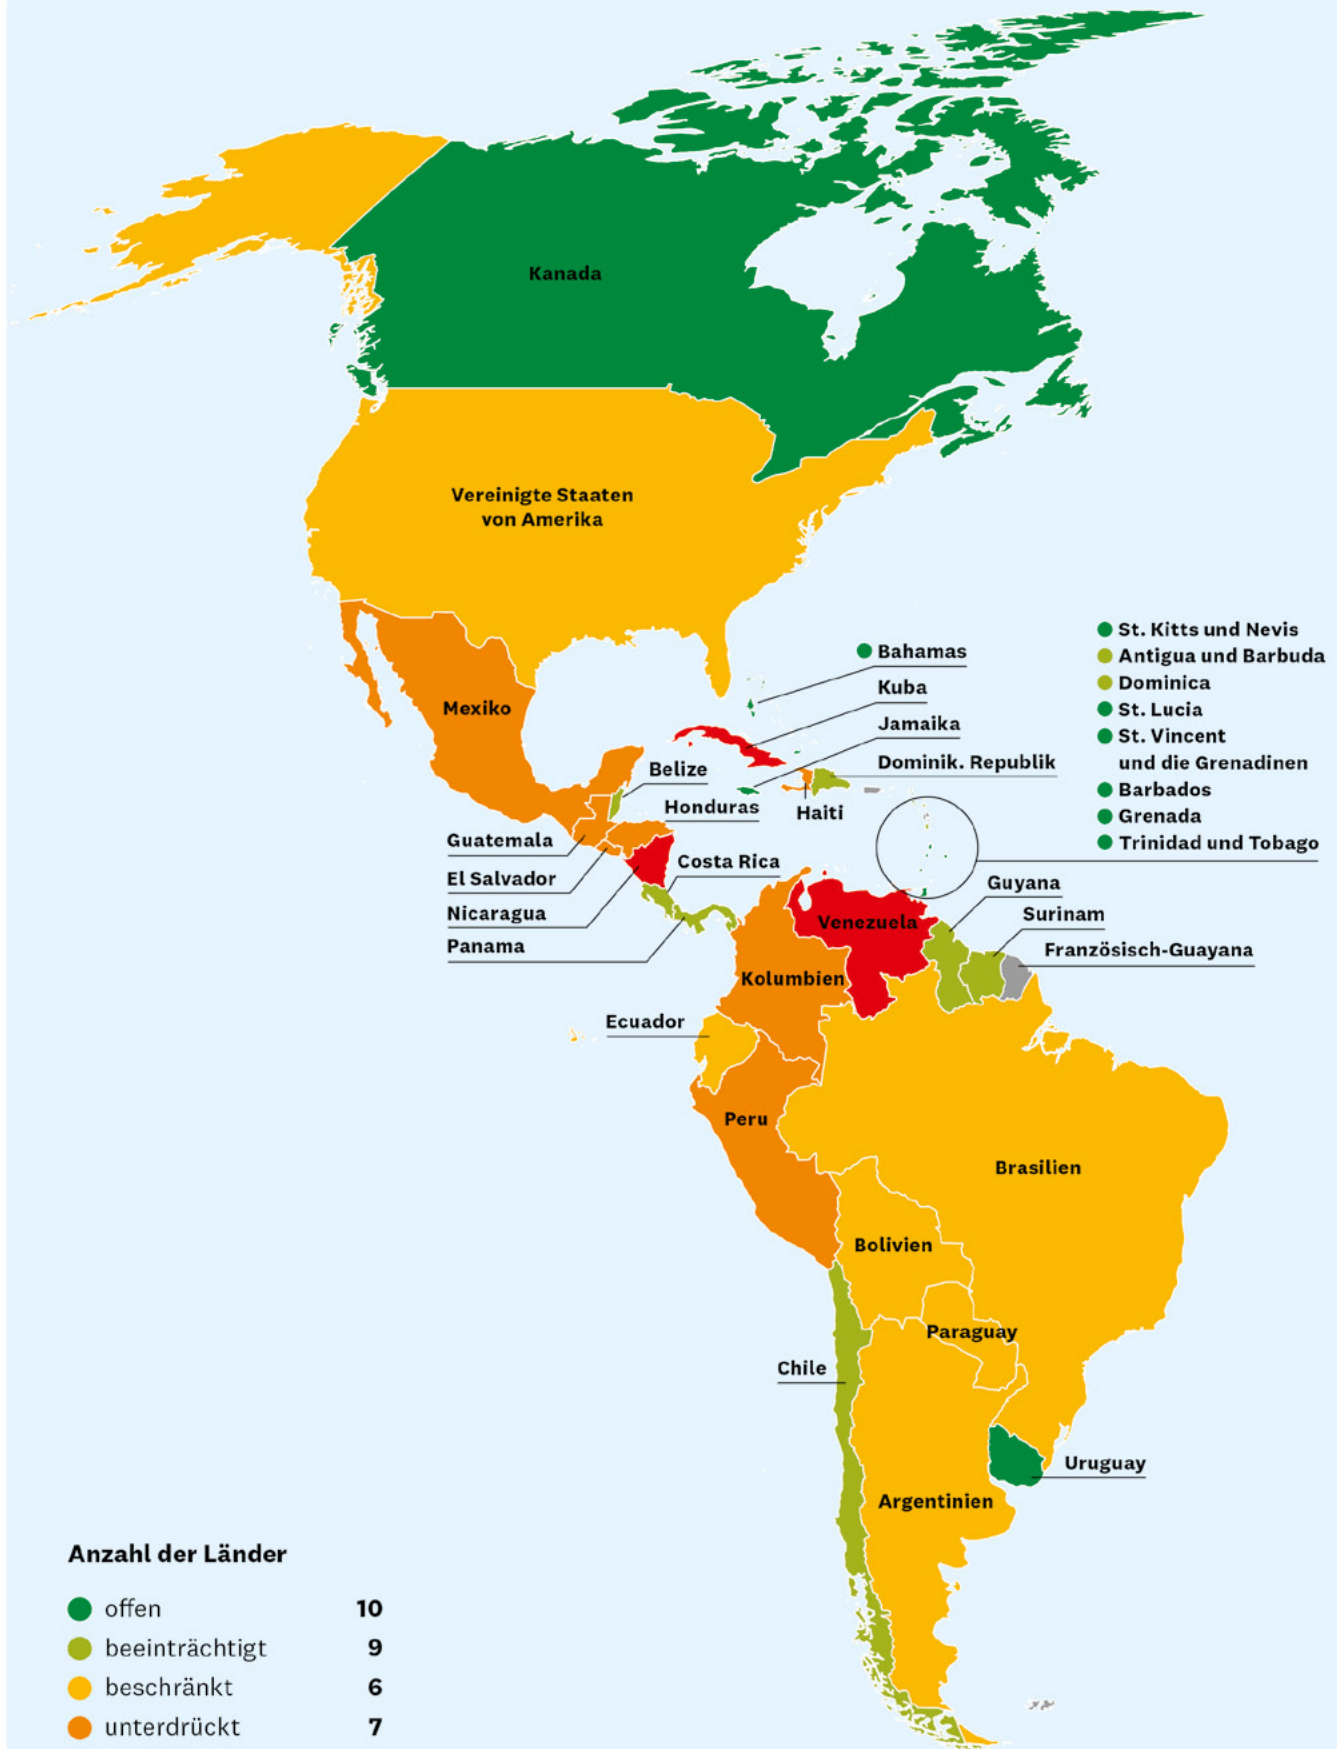 Kanada
Vereinigte Staaten
von Amerika
St. Kitts und Nevis
Bahamas
Antigua und Barbuda
Dominica
Kuba
Mexiko
St. Lucia
Jamaika
St. Vincent
und die Grenadinen
Dominik. Republik
Belize
Barbados
Honduras
Haiti
Grenada
Guatemala
Trinidad und Tobago
Costa Rica
El Salvador
Guyana
Nicaragua
Surinam
Venezuela
Panama
Französisch-Guayana
Kolumbien
Ecuador
Peru
Brasilien
Bolivien
Paraguay
Chile
Uruguay
Argentinien
Anzahl der Länder
offen 10
beeinträchtigt 9
beschränkt 6
unterdrückt 7